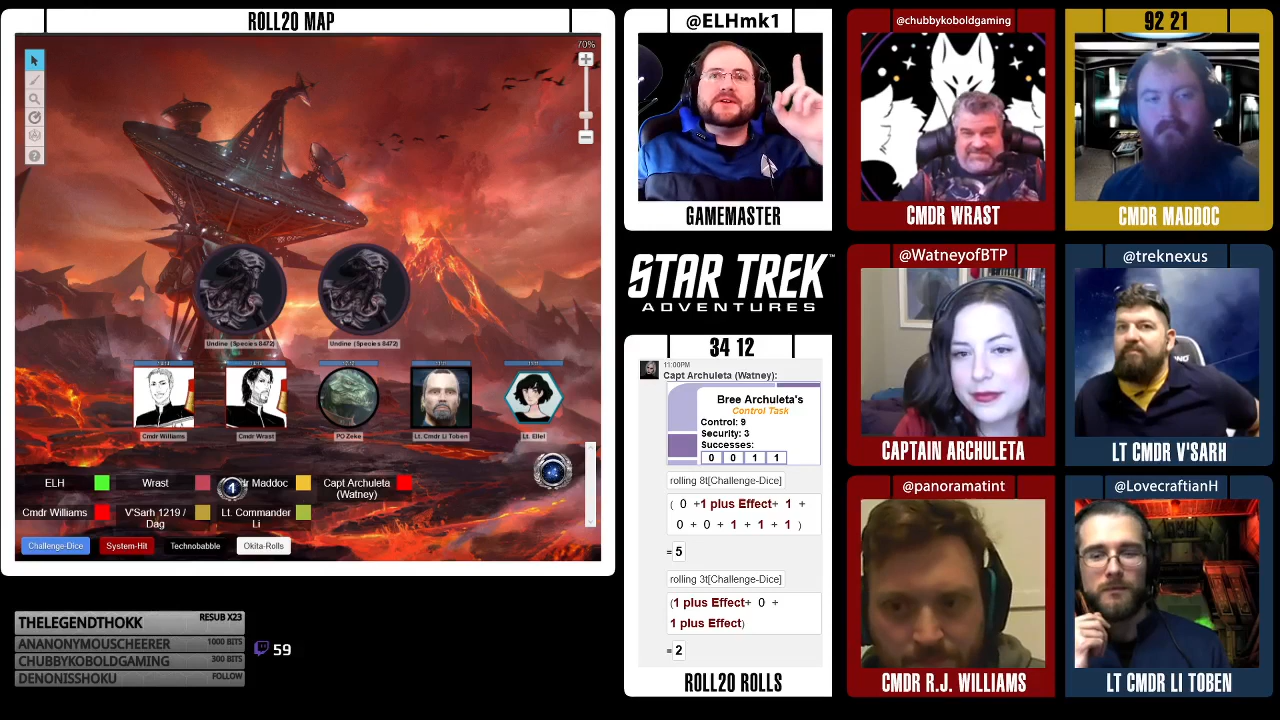 ROLL20 MAP
70%
Undine (Species 8472)
Undine (Species 8472)
Cmdr Williams
Cmdr Wrast
PO Zeke
Lt. Cmdr Li Toben
Lt. Ellel
ELH
Wrast
Maddoc
Capt Archuleta
(Watney)
Cmdr Williams
V'Sarh 1219 /
Dag
Lt. Commander
Li
Challenge-Dice
System-Hit
Technobabble
Okita-Rolls
THELEGENDTHOKK RESUB X23
ANANONYMOUSCHEERER 1000 BITS
CHUBBYKOBOLDGAMING 300 BITS
DENONISSHOKU FOLLOW
59
@ELHmk1
GAMEMASTER
STAR TREK™
ADVENTURES
34 12
11:00PM
Capt Archuleta (Watney):
Bree Archuleta's
Control Task
Control: 9
Security: 3
Successes:
0 0 1 1
rolling 8t[Challenge-Dice]
( 0 +1 plus Effect+ 1 +
0 + 0 + 1 + 1 + 1 )
= 5
rolling 3t[Challenge-Dice]
(1 plus Effect+ 0 +
1 plus Effect)
= 2
ROLL20 ROLLS
@chubbykoboldgaming
CMDR WRAST
92 21
CMDR MADDOC
@WatneyofBTP
CAPTAIN ARCHULETA
@treknexus
LT CMDR V'SARH
@panoramatint
CMDR R.J. WILLIAMS
@LovecraftianH
LT CMDR LI TOBEN